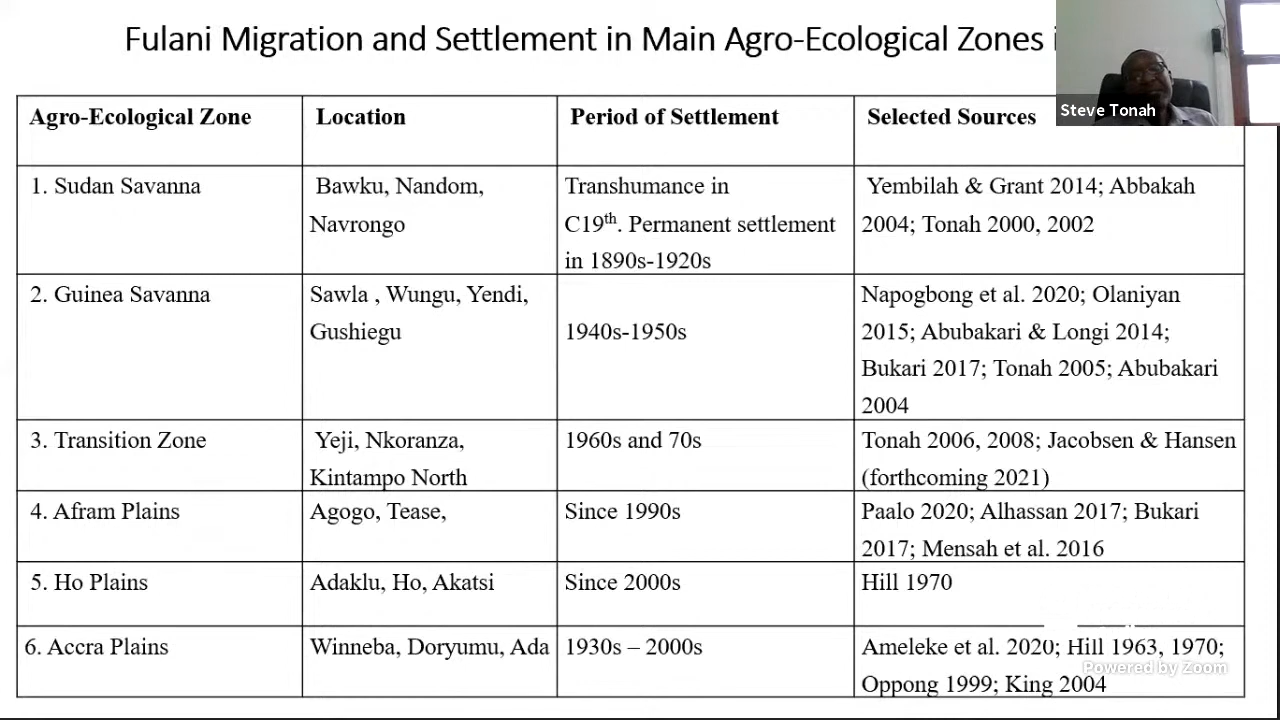 Fulani Migration and Settlement in Main Agro-Ecological Zones i
Steve Tonah
Agro-Ecological Zone Location Period of Settlement Selected Sources
1. Sudan Savanna
Bawku, Nandom,
Navrongo
Transhumance in
C19th. Permanent settlement
in 1890s-1920s
Yembilah & Grant 2014; Abbakah
2004; Tonah 2000, 2002
2. Guinea Savanna
Sawla , Wungu, Yendi,
Gushiegu
1940s-1950s
Napogbong et al. 2020; Olaniyan
2015; Abubakari & Longi 2014;
Bukari 2017; Tonah 2005; Abubakari
2004
3. Transition Zone
Yeji, Nkoranza,
Kintampo North
1960s and 70s
Tonah 2006, 2008; Jacobsen & Hansen
(forthcoming 2021)
4. Afram Plains
Agogo, Tease,
Since 1990s
Paalo 2020; Alhassan 2017; Bukari
2017; Mensah et al. 2016
5. Ho Plains
Adaklu, Ho, Akatsi
Since 2000s
Hill 1970
6. Accra Plains
Winneba, Doryumu, Ada
1930s – 2000s
Ameleke et al. 2020; Hill 1963, 1970;
Oppong 1999; King 2004
Powered by Zoom